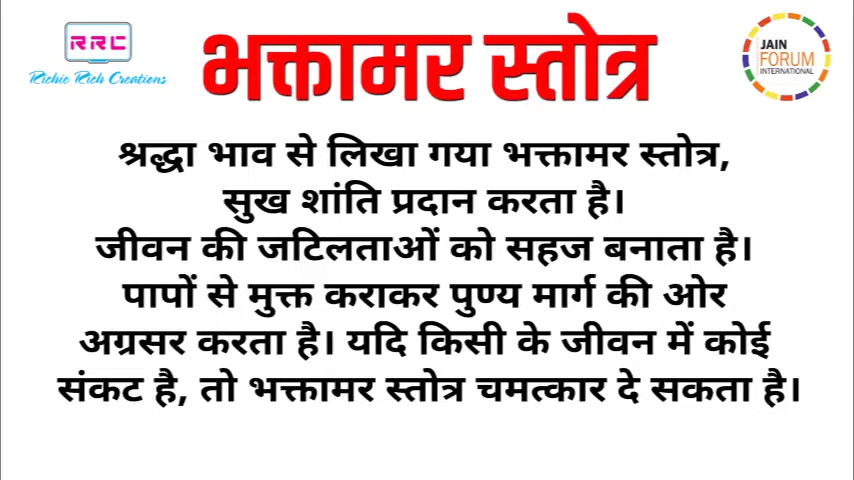 RRC
Richie Rich Creations
भक्तामर स्तोत्र
JAIN
FORUM
INTERNATIONAL
श्रद्धा भाव से लिखा गया भक्तामर स्तोत्र,
सुख शांति प्रदान करता है।
जीवन की जटिलताओं को सहज बनाता है।
पापों से मुक्त कराकर पुण्य मार्ग की ओर
अग्रसर करता है। यदि किसी के जीवन में कोई
संकट है, तो भक्तामर स्तोत्र चमत्कार दे सकता है।